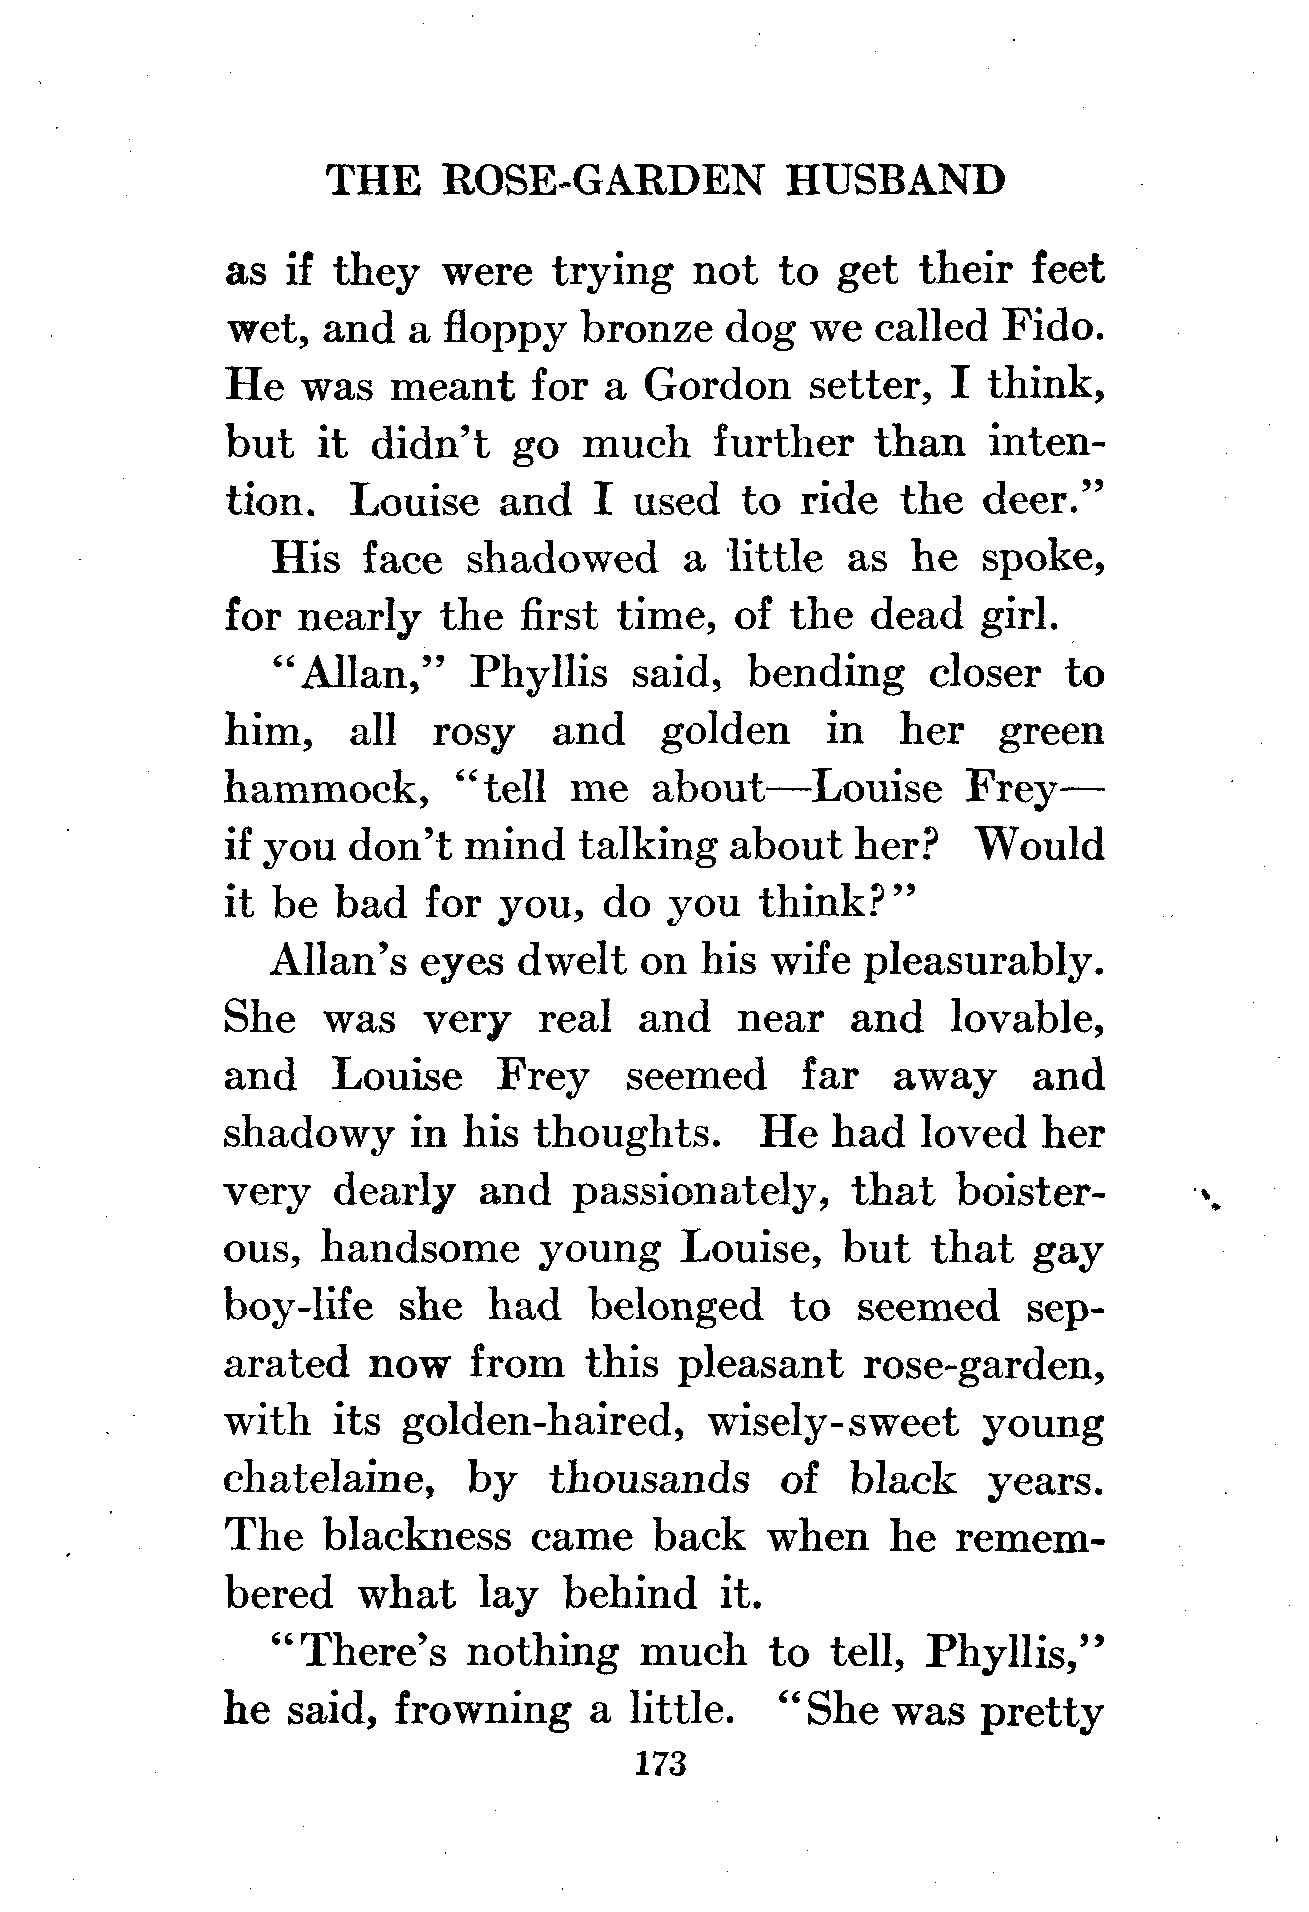 THE ROSE-GARDEN HUSBAND
as if they were trying not to get their feet
wet, and a floppy bronze dog we called Fido.
He was meant for a Gordon setter, I think,
but it didn't go much further than inten-
tion. Louise and I used to ride the deer."
His face shadowed a little as he spoke,
for nearly the first time, of the dead girl.
"Allan," Phyllis said, bending closer to
him, all rosy and golden in her green
hammock, "tell me about—Louise Frey—
if you don't mind talking about her? Would
it be bad for you, do you think?"
Allan's eyes dwelt on his wife pleasurably.
She was very real and near and lovable,
and Louise Frey seemed far away and
shadowy in his thoughts. He had loved her
very dearly and passionately, that boister-
ous, handsome young Louise, but that gay
boy-life she had belonged to seemed sep-
arated now from this pleasant rose-garden,
with its golden-haired, wisely-sweet young
chatelaine, by thousands of black years.
The blackness came back when he remem-
bered what lay behind it.
"There's nothing much to tell, Phyllis,"
he said, frowning a little. "She was pretty
173